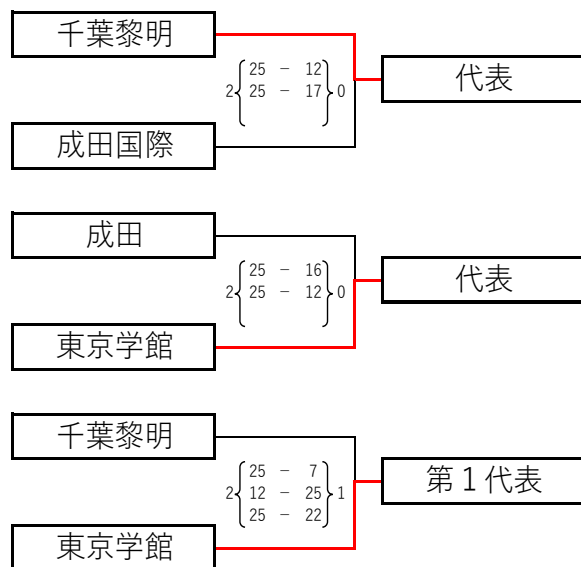 千葉黎明
25 － 12
2 25 － 17 0
代表
成田国際
成田
25 － 16
2 25 － 12 0
代表
東京学館
千葉黎明
25 － 7
2 12 － 25 1
25 － 22
第１代表
東京学館